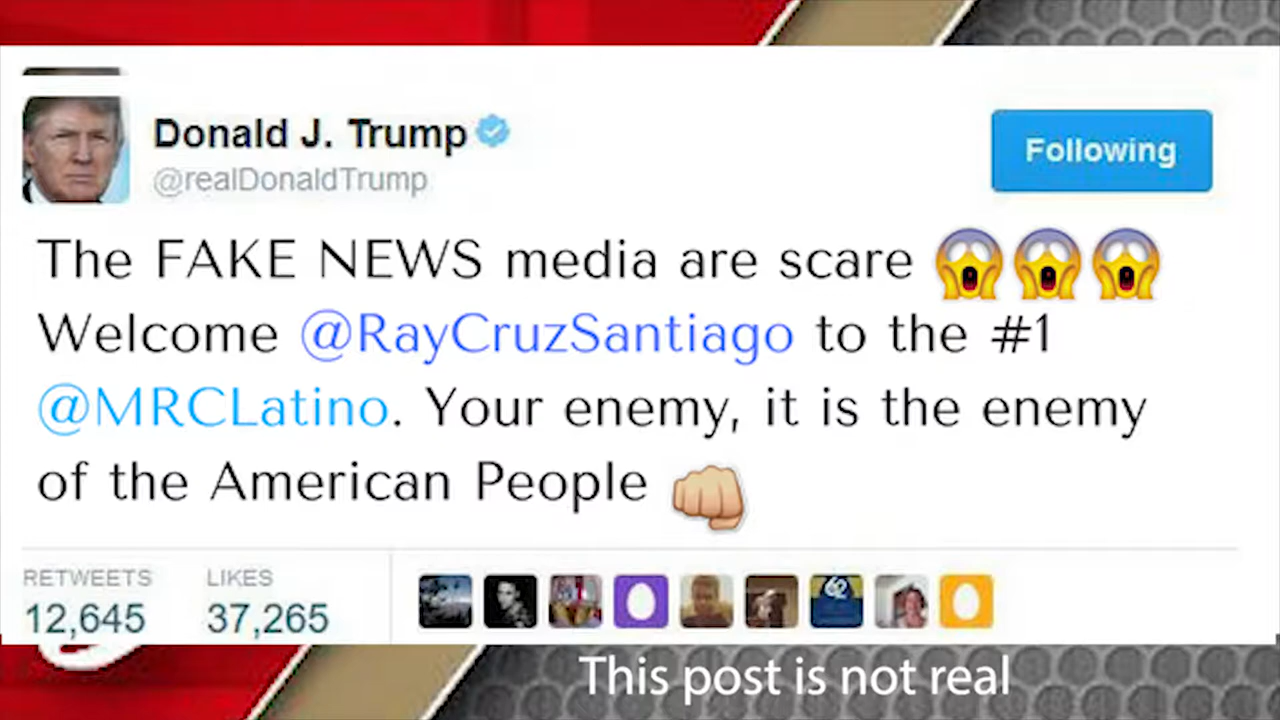 Donald J. Trump
@realDonaldTrump
Following
The FAKE NEWS media are scare 😱😱😱
Welcome @RayCruzSantiago to the #1
@MRCLatino. Your enemy, it is the enemy
of the American People 👊🏼
RETWEETS LIKES
12,645 37,265
62
This post is not real